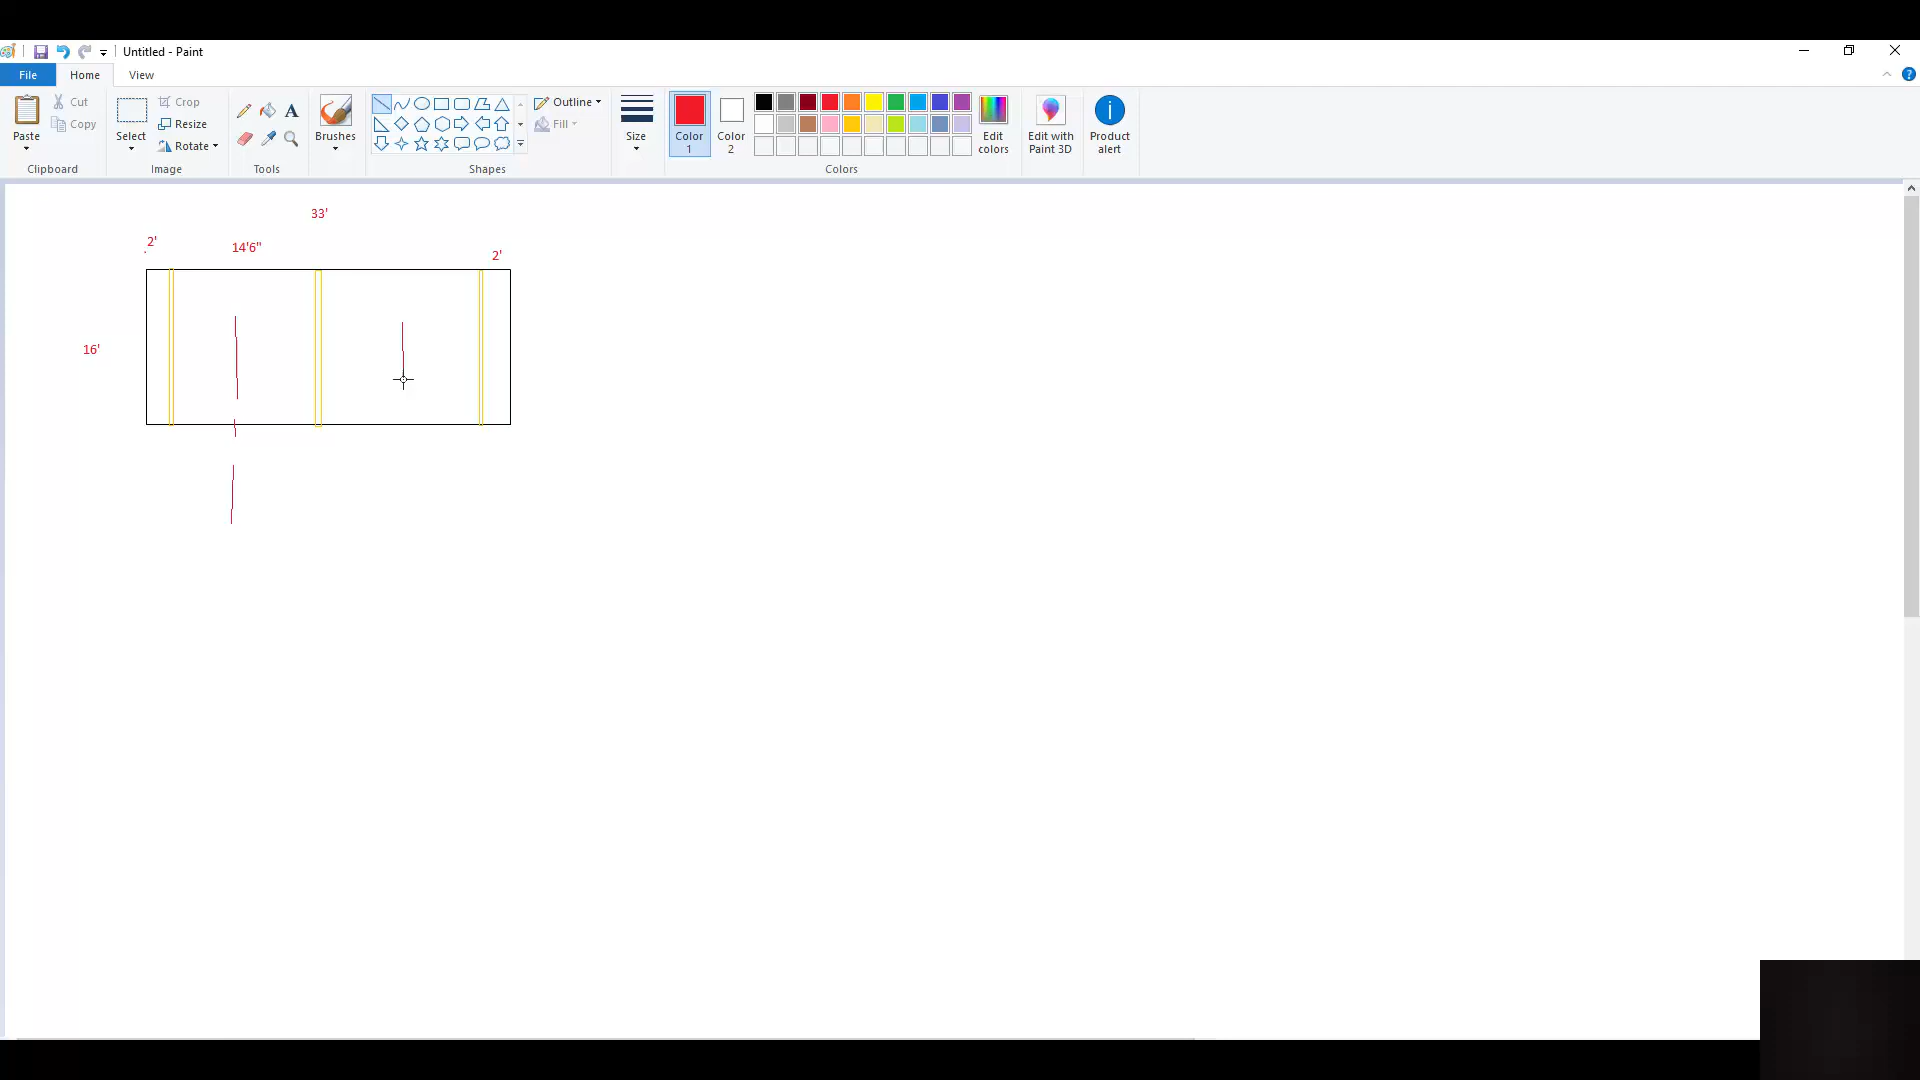 Untitled - Paint
File
Home
View
Paste
Cut
Copy
Clipboard
Select
Crop
Resize
Rotate
Image
A
Tools
Brushes
Outline
Fill
Shapes
Size
Color
1
Color
2
Edit
colors
Colors
Edit with
Paint 3D
Product
alert
33'
2'
14'6"
2'
16'